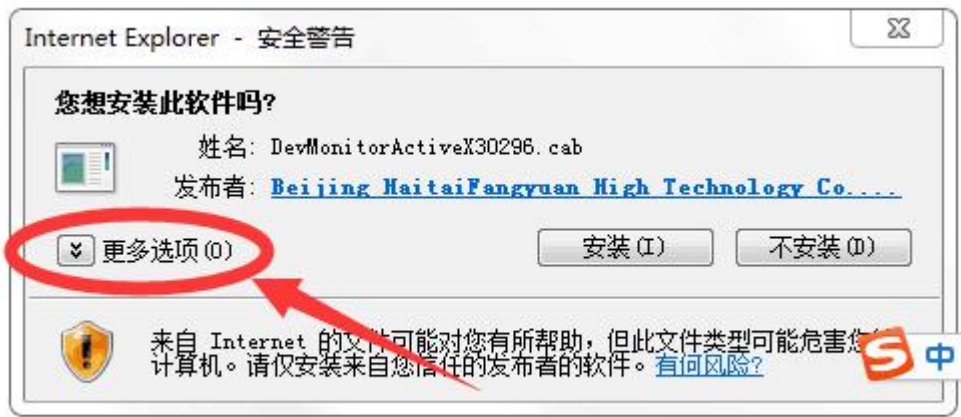 Internet Explorer - 安全警告
您想安装此软件吗?
姓名: DevMonitorActiveX30296.cab
发布者: Beijing HaitaiFangyuan High Technology Co....
更多选项(O)
安装(I)
不安装(D)
来自 Internet 的文件可能对您有所帮助，但此文件类型可能危害您的
计算机。请仅安装来自您信任的发布者的软件。有何风险?
S 中